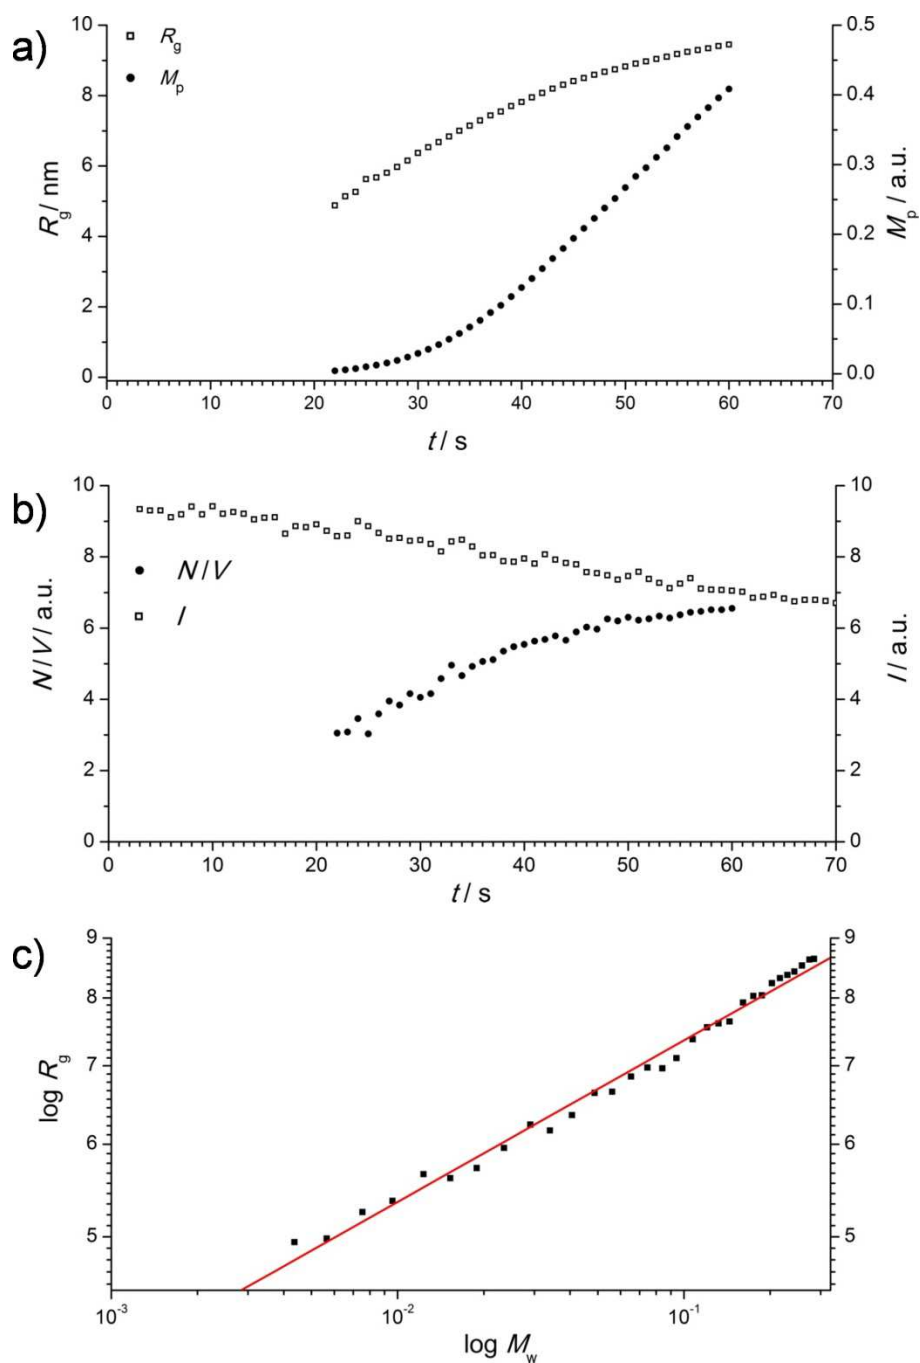 a)
R_g
M_p
10
8
6
4
2
0
R_g / nm
0.5
0.4
0.3
0.2
0.1
0.0
M_p / a.u.
0 10 20 30 40 50 60 70
t / s
b)
N/V
I
10
8
6
4
2
0
N/V / a.u.
10
8
6
4
2
0
I / a.u.
0 10 20 30 40 50 60 70
t / s
c)
9
8
7
6
5
log R_g
9
8
7
6
5
10^-3 10^-2 10^-1
log M_w